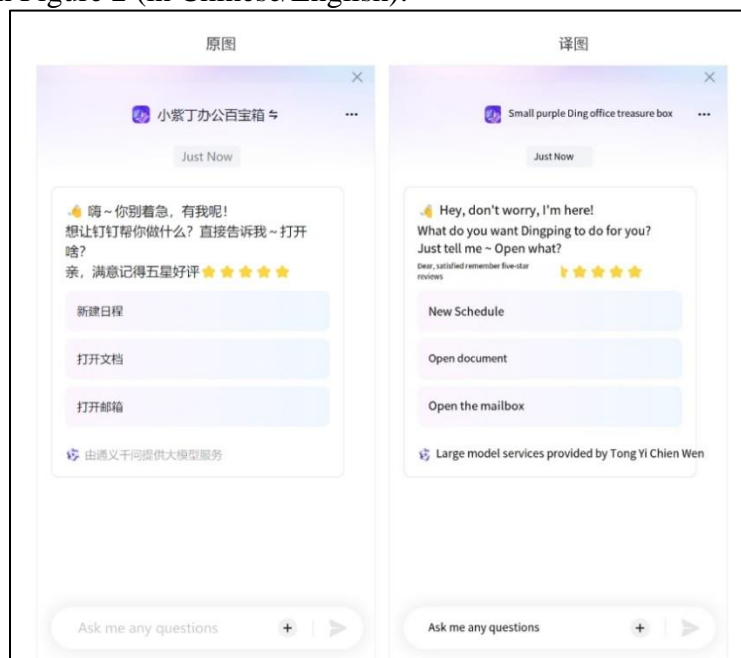 原图
小紫丁办公百宝箱
Just Now
嗨~你别着急,有我呢!
想让钉钉帮你做什么?直接告诉我~打开
啥?
亲,满意记得五星好评
新建日程
打开文档
打开邮箱
由通义千问提供大模型服务
Ask me any questions
译图
Small purple Ding office treasure box
Just Now
Hey, don't worry, I'm here!
What do you want Dingping to do for you?
Just tell me ~ Open what?
Dear, satisfied remember five-star
reviews
New Schedule
Open document
Open the mailbox
Large model services provided by Tong Yi Chien Wen
Ask me any questions